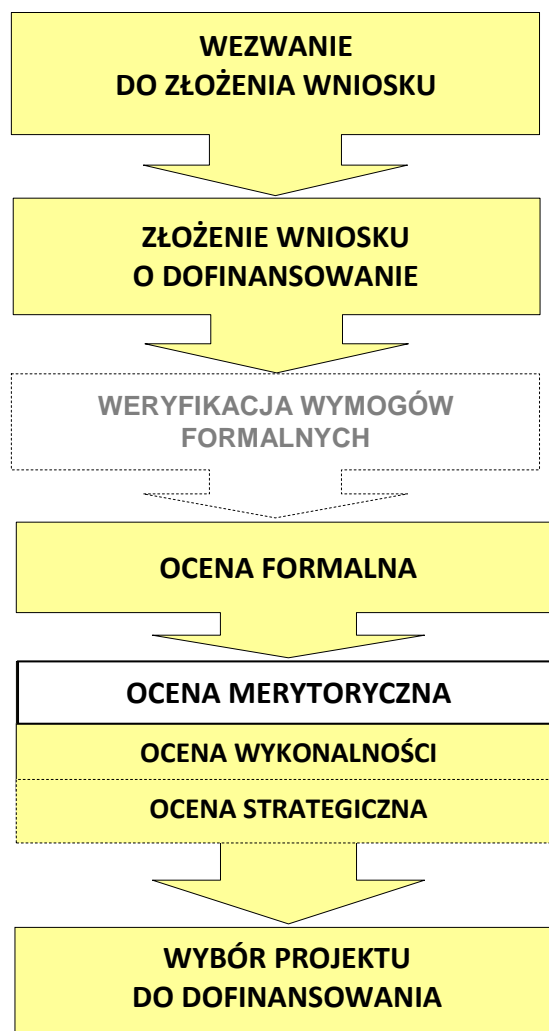 WEZWANIE
DO ZŁOŻENIA WNIOSKU
ZŁOŻENIE WNIOSKU
O DOFINANSOWANIE
WERYFIKACJA WYMOGÓW
FORMALNYCH
OCENA FORMALNA
OCENA MERYTORYCZNA
OCENA WYKONALNOŚCI
OCENA STRATEGICZNA
WYBÓR PROJEKTU
DO DOFINANSOWANIA